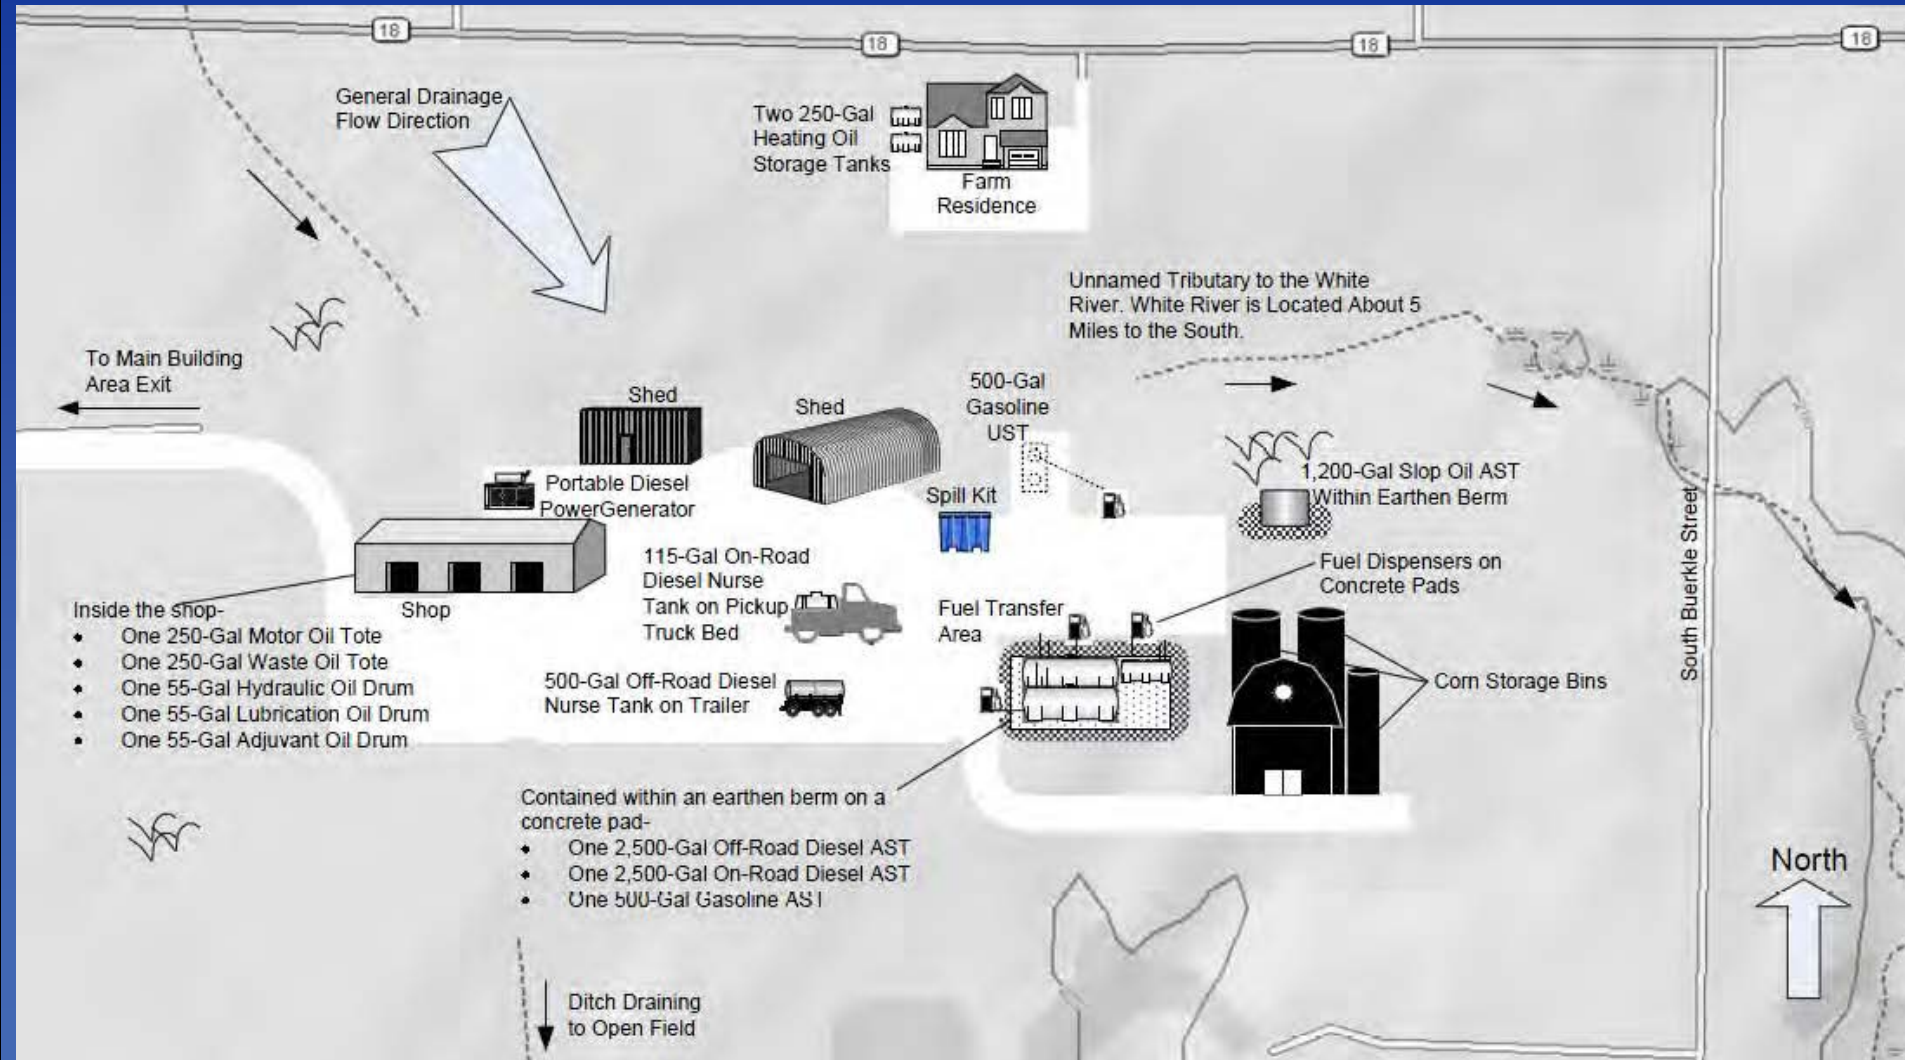 18
18
18
18
General Drainage
Flow Direction
Two 250-Gal
Heating Oil
Storage Tanks
Farm
Residence
Unnamed Tributary to the White
River. White River is Located About 5
Miles to the South.
To Main Building
Area Exit
Shed
Shed
500-Gal
Gasoline
UST
Portable Diesel
PowerGenerator
Spill Kit
1,200-Gal Slop Oil AST
Within Earthen Berm
115-Gal On-Road
Diesel Nurse
Tank on Pickup
Truck Bed
Fuel Dispensers on
Concrete Pads
South Buerkle Street
Inside the shop-
• One 250-Gal Motor Oil Tote
• One 250-Gal Waste Oil Tote
• One 55-Gal Hydraulic Oil Drum
• One 55-Gal Lubrication Oil Drum
• One 55-Gal Adjuvant Oil Drum
Shop
Fuel Transfer
Area
500-Gal Off-Road Diesel
Nurse Tank on Trailer
Corn Storage Bins
Contained within an earthen berm on a
concrete pad-
• One 2,500-Gal Off-Road Diesel AST
• One 2,500-Gal On-Road Diesel AST
• One 500-Gal Gasoline AST
North
Ditch Draining
to Open Field